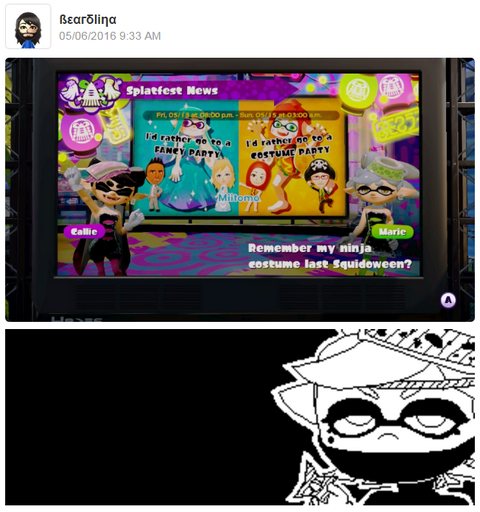 ßεαrδliηα
05/06/2016 9:33 AM
Splatfest News
Fri, 05/13 at 08:00 p.m. - Sun, 05/15 at 03:00 a.m.
I'd rather go to a
FANCY PARTY
I'd rather go to a
COSTUME PARTY
Miitomo
Callie
Marie
Remember my ninja
costume last Squidoween?
A